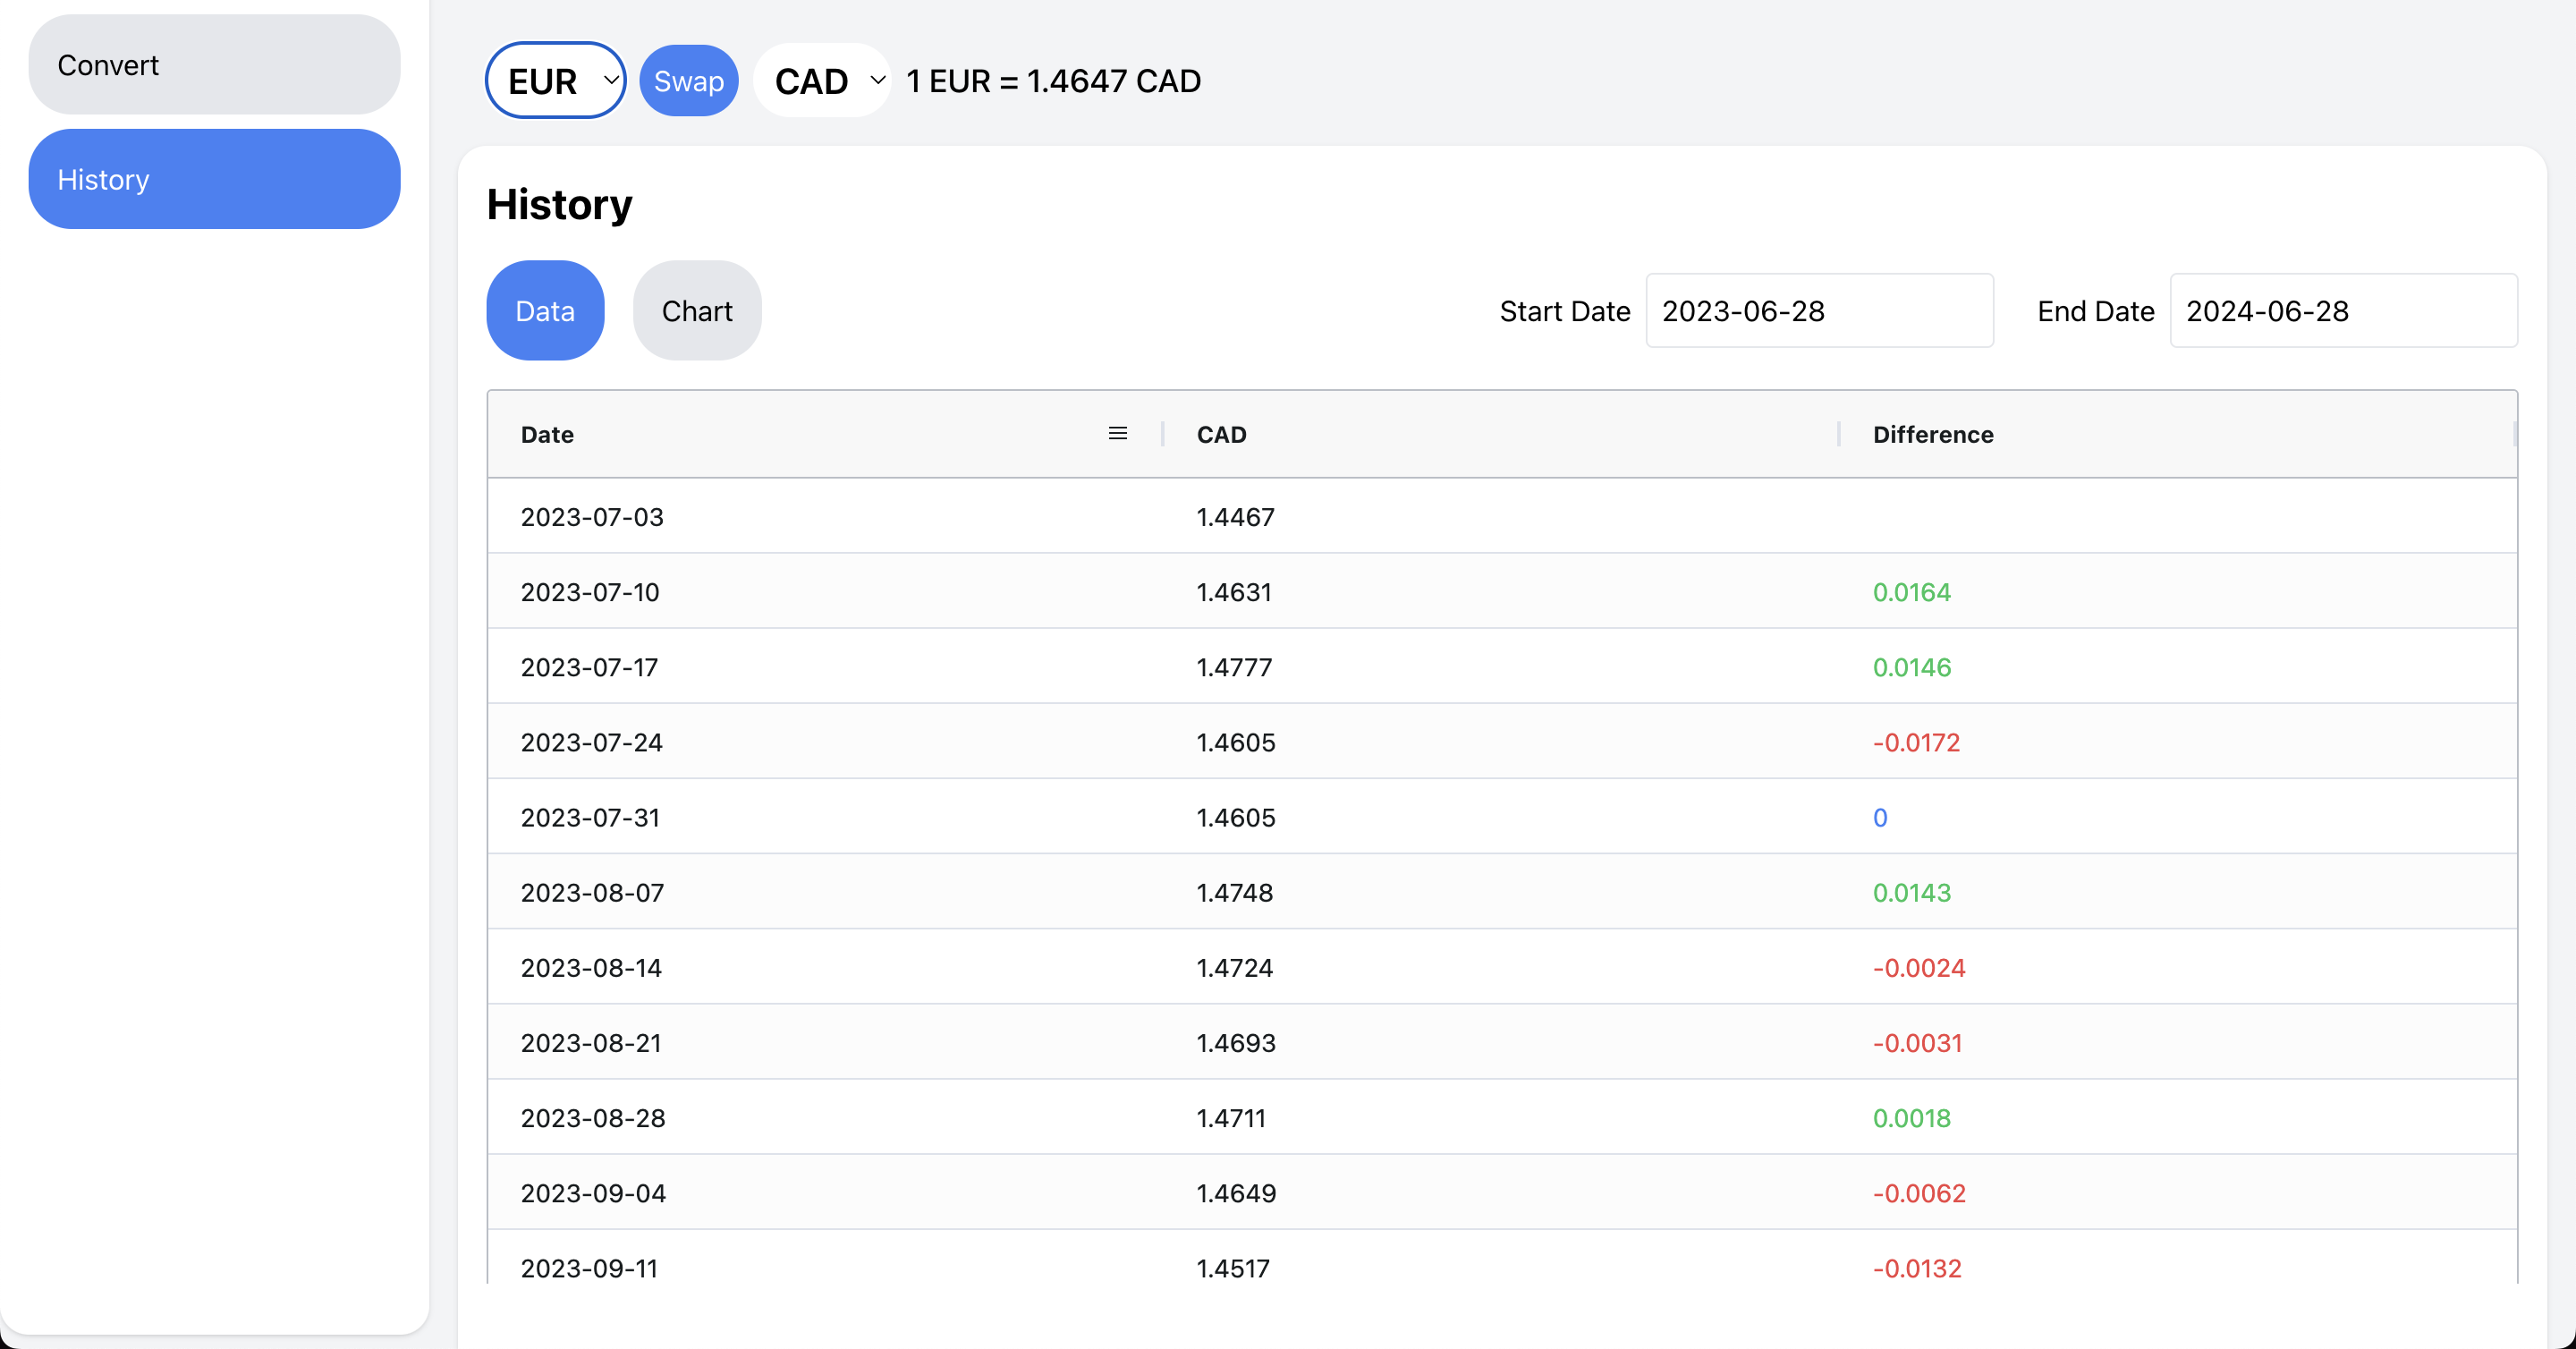 Convert
History
EUR Swap CAD 1 EUR = 1.4647 CAD
History
Data Chart Start Date 2023-06-28 End Date 2024-06-28
Date CAD Difference
2023-07-03 1.4467
2023-07-10 1.4631 0.0164
2023-07-17 1.4777 0.0146
2023-07-24 1.4605 -0.0172
2023-07-31 1.4605 0
2023-08-07 1.4748 0.0143
2023-08-14 1.4724 -0.0024
2023-08-21 1.4693 -0.0031
2023-08-28 1.4711 0.0018
2023-09-04 1.4649 -0.0062
2023-09-11 1.4517 -0.0132